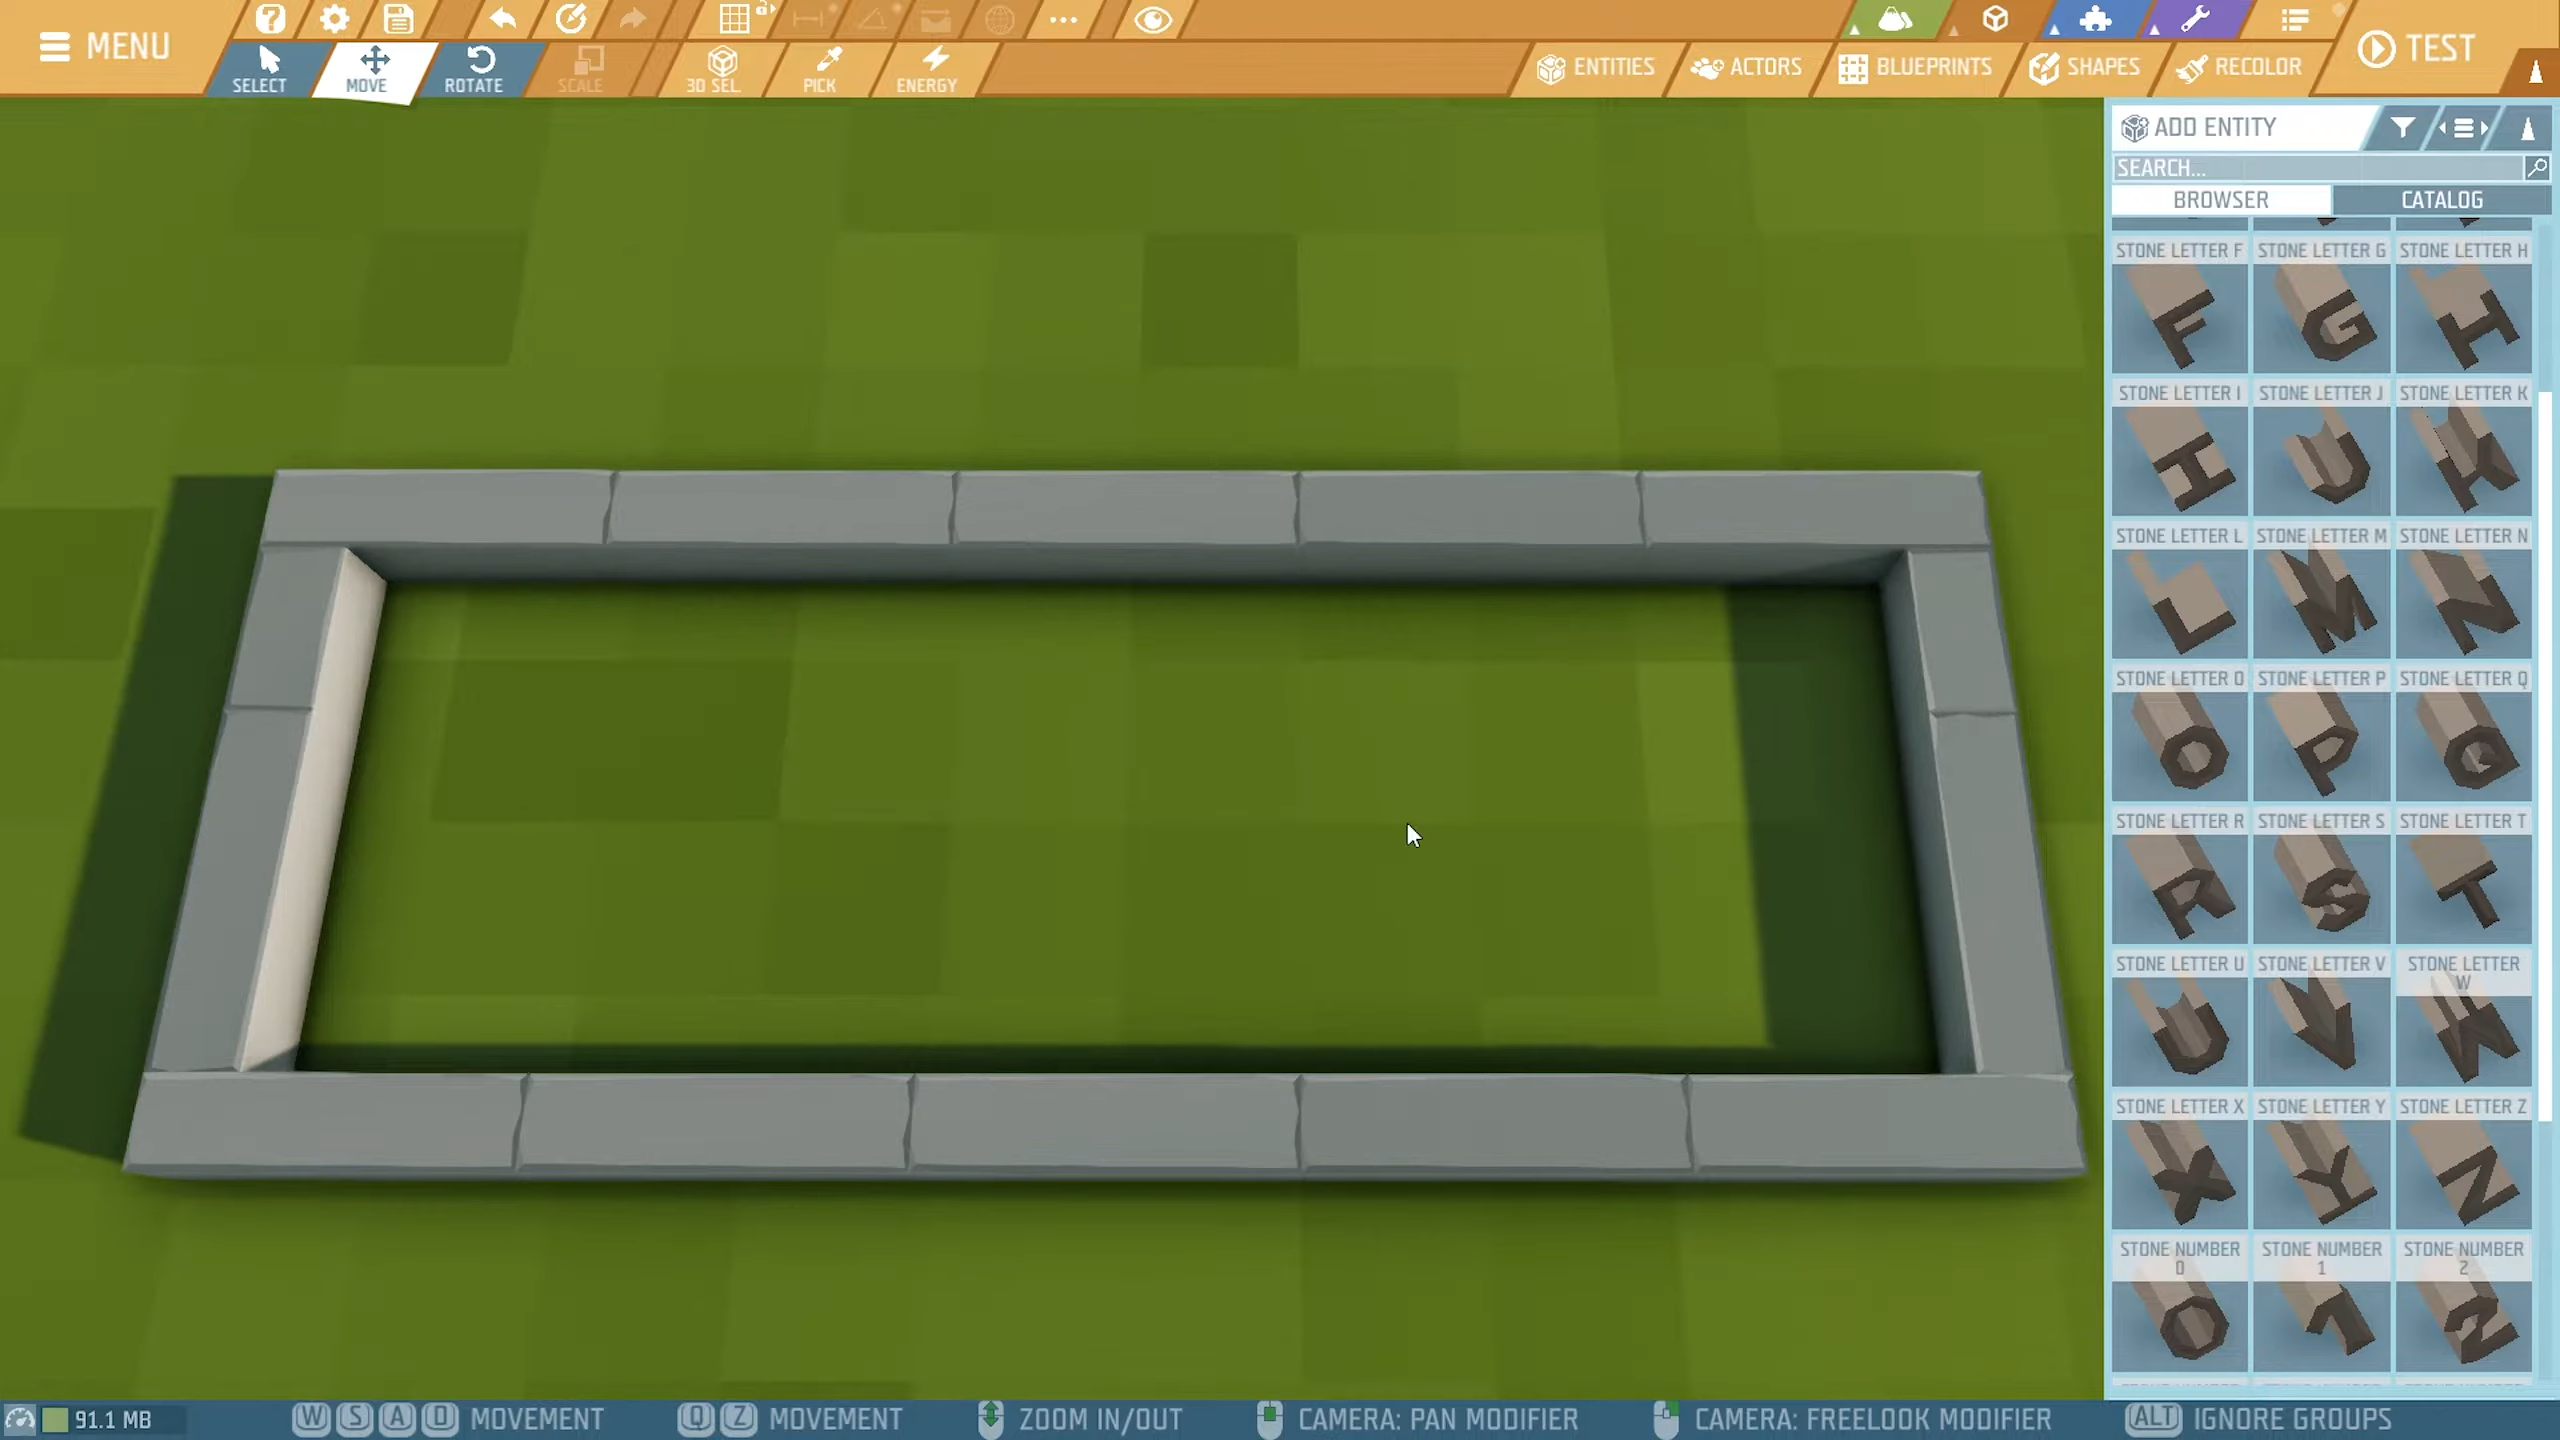 MENU
SELECT
MOVE
ROTATE
SCALE
3D SEL.
PICK
ENERGY
ENTITIES
ACTORS
BLUEPRINTS
SHAPES
RECOLOR
TEST
ADD ENTITY
SEARCH...
BROWSER
CATALOG
STONE LETTER F
STONE LETTER G
STONE LETTER H
STONE LETTER I
STONE LETTER J
STONE LETTER K
STONE LETTER L
STONE LETTER M
STONE LETTER N
STONE LETTER O
STONE LETTER P
STONE LETTER Q
STONE LETTER R
STONE LETTER S
STONE LETTER T
STONE LETTER U
STONE LETTER V
STONE LETTER
W
STONE LETTER X
STONE LETTER Y
STONE LETTER Z
STONE NUMBER
0
STONE NUMBER
1
STONE NUMBER
2
91.1 MB
W S A D MOVEMENT
Q Z MOVEMENT
ZOOM IN/OUT
CAMERA: PAN MODIFIER
CAMERA: FREELOOK MODIFIER
ALT IGNORE GROUPS